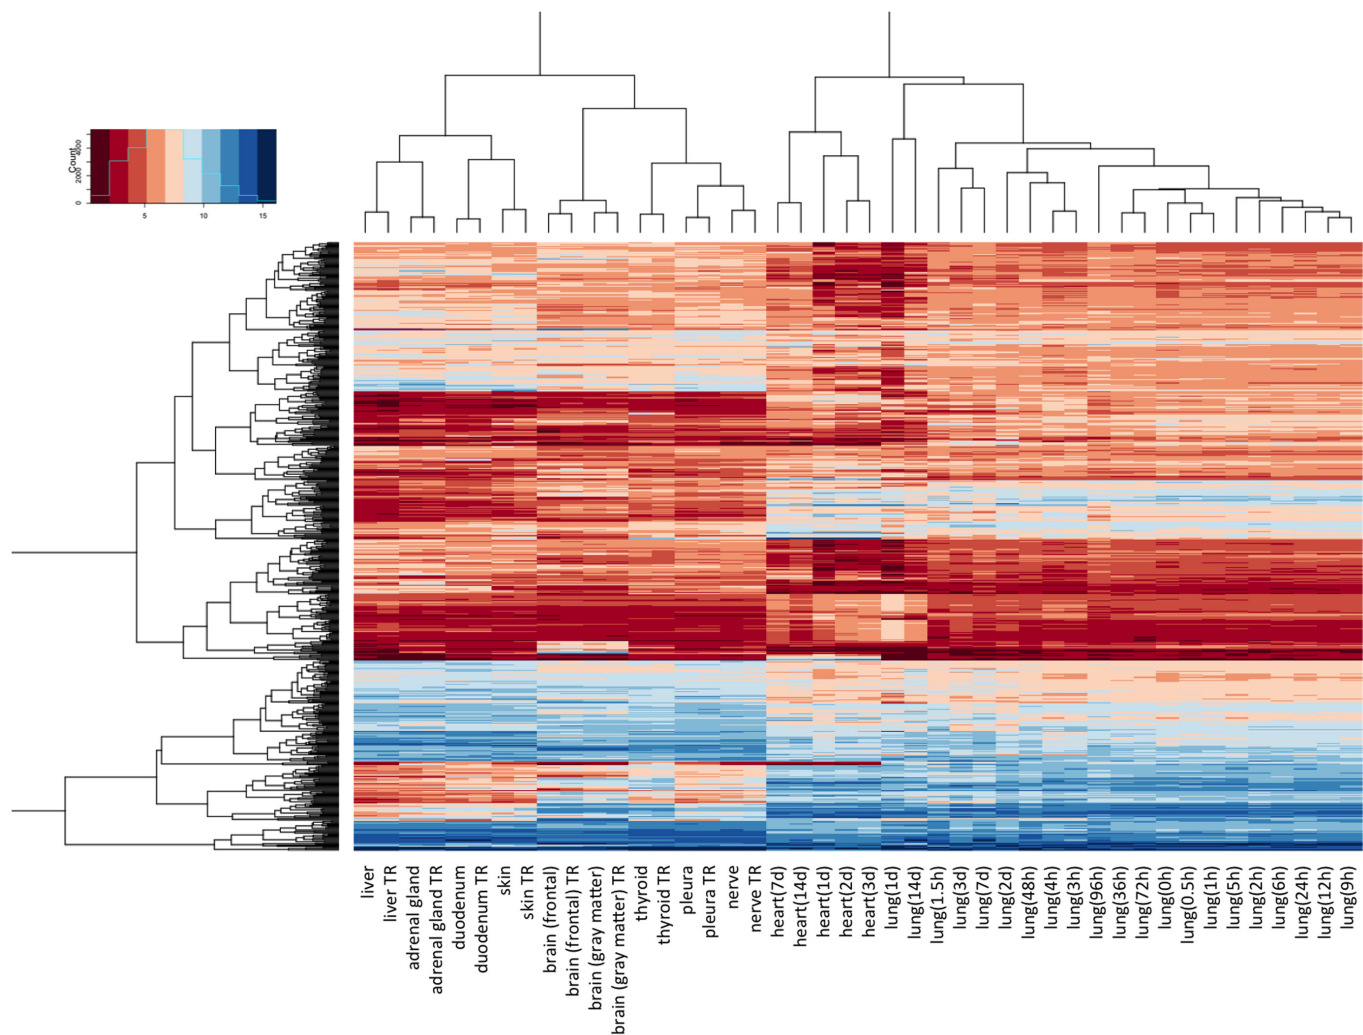 Count
0 2000 4000
5 10 15
liver
liver TR
adrenal gland
adrenal gland TR
duodenum
duodenum TR
skin
skin TR
brain (frontal)
brain (frontal) TR
brain (gray matter)
brain (gray matter) TR
thyroid
thyroid TR
pleura
pleura TR
nerve
nerve TR
heart(7d)
heart(14d)
heart(1d)
heart(2d)
heart(3d)
lung(1d)
lung(14d)
lung(1.5h)
lung(3d)
lung(7d)
lung(2d)
lung(48h)
lung(4h)
lung(3h)
lung(96h)
lung(36h)
lung(72h)
lung(0h)
lung(0.5h)
lung(1h)
lung(5h)
lung(2h)
lung(6h)
lung(24h)
lung(12h)
lung(9h)